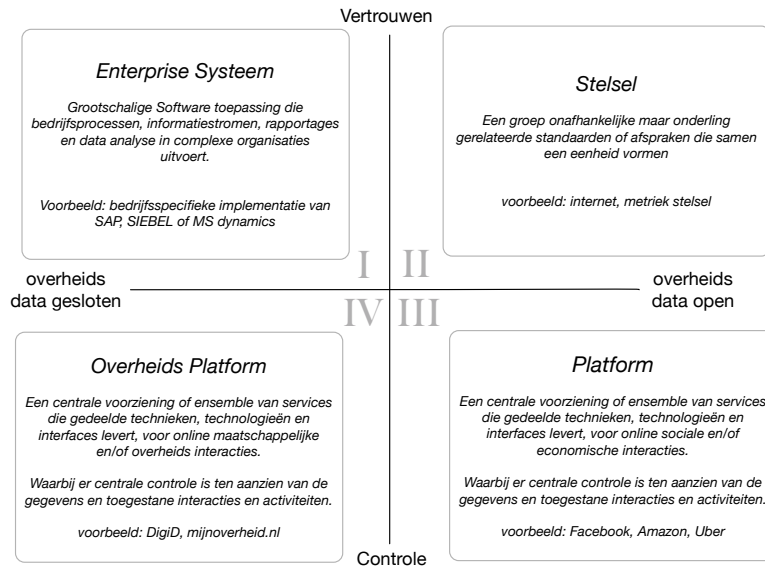 Vertrouwen
Enterprise Systeem
Grootschalige Software toepassing die
bedrijfsprocessen, informatiestromen, rapportages
en data analyse in complexe organisaties
uitvoert.
Voorbeeld: bedrijfsspecifieke implementatie van
SAP, SIEBEL of MS dynamics
Stelsel
Een groep onafhankelijke maar onderling
gerelateerde standaarden of afspraken die samen
een eenheid vormen
voorbeeld: internet, metriek stelsel
I
II
overheids
data gesloten
overheids
data open
IV
III
Overheids Platform
Een centrale voorziening of ensemble van services
die gedeelde technieken, technologieën en
interfaces levert, voor online maatschappelijke
en/of overheids interacties.
Waarbij er centrale controle is ten aanzien van de
gegevens en toegestane interacties en activiteiten.
voorbeeld: DigiD, mijnoverheid.nl
Platform
Een centrale voorziening of ensemble van services
die gedeelde technieken, technologieën en
interfaces levert, voor online sociale en/of
economische interacties.
Waarbij er centrale controle is ten aanzien van de
gegevens en toegestane interacties en activiteiten.
voorbeeld: Facebook, Amazon, Uber
Controle